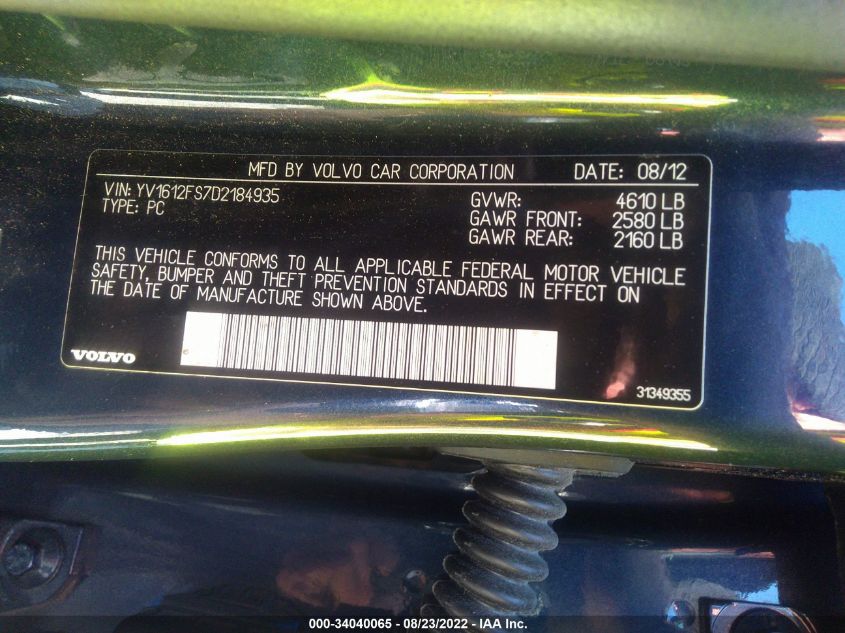 MFD BY VOLVO CAR CORPORATION DATE: 08/12
VIN: YV1612FS7D2184935
TYPE: PC
GVWR: 4610 LB
GAWR FRONT: 2580 LB
GAWR REAR: 2160 LB
THIS VEHICLE CONFORMS TO ALL APPLICABLE FEDERAL MOTOR VEHICLE
SAFETY, BUMPER AND THEFT PREVENTION STANDARDS IN EFFECT ON
THE DATE OF MANUFACTURE SHOWN ABOVE.
VOLVO
31349355
000-34040065 - 08/23/2022 - IAA Inc.